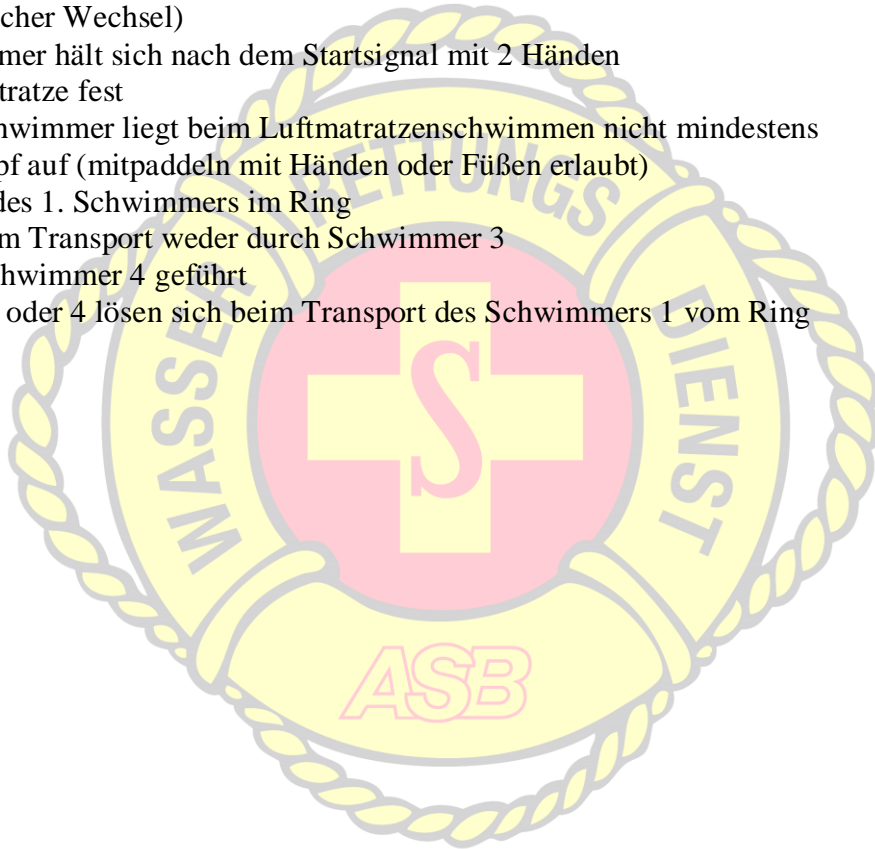 cher Wechsel)
mer hält sich nach dem Startsignal mit 2 Händen
tratze fest
hwimmer liegt beim Luftmatratzenschwimmen nicht mindestens
pf auf (mitpaddeln mit Händen oder Füßen erlaubt)
des 1. Schwimmers im Ring
m Transport weder durch Schwimmer 3
chwimmer 4 geführt
oder 4 lösen sich beim Transport des Schwimmers 1 vom Ring
WASSER RETTUNGS DIENST
S
ASB